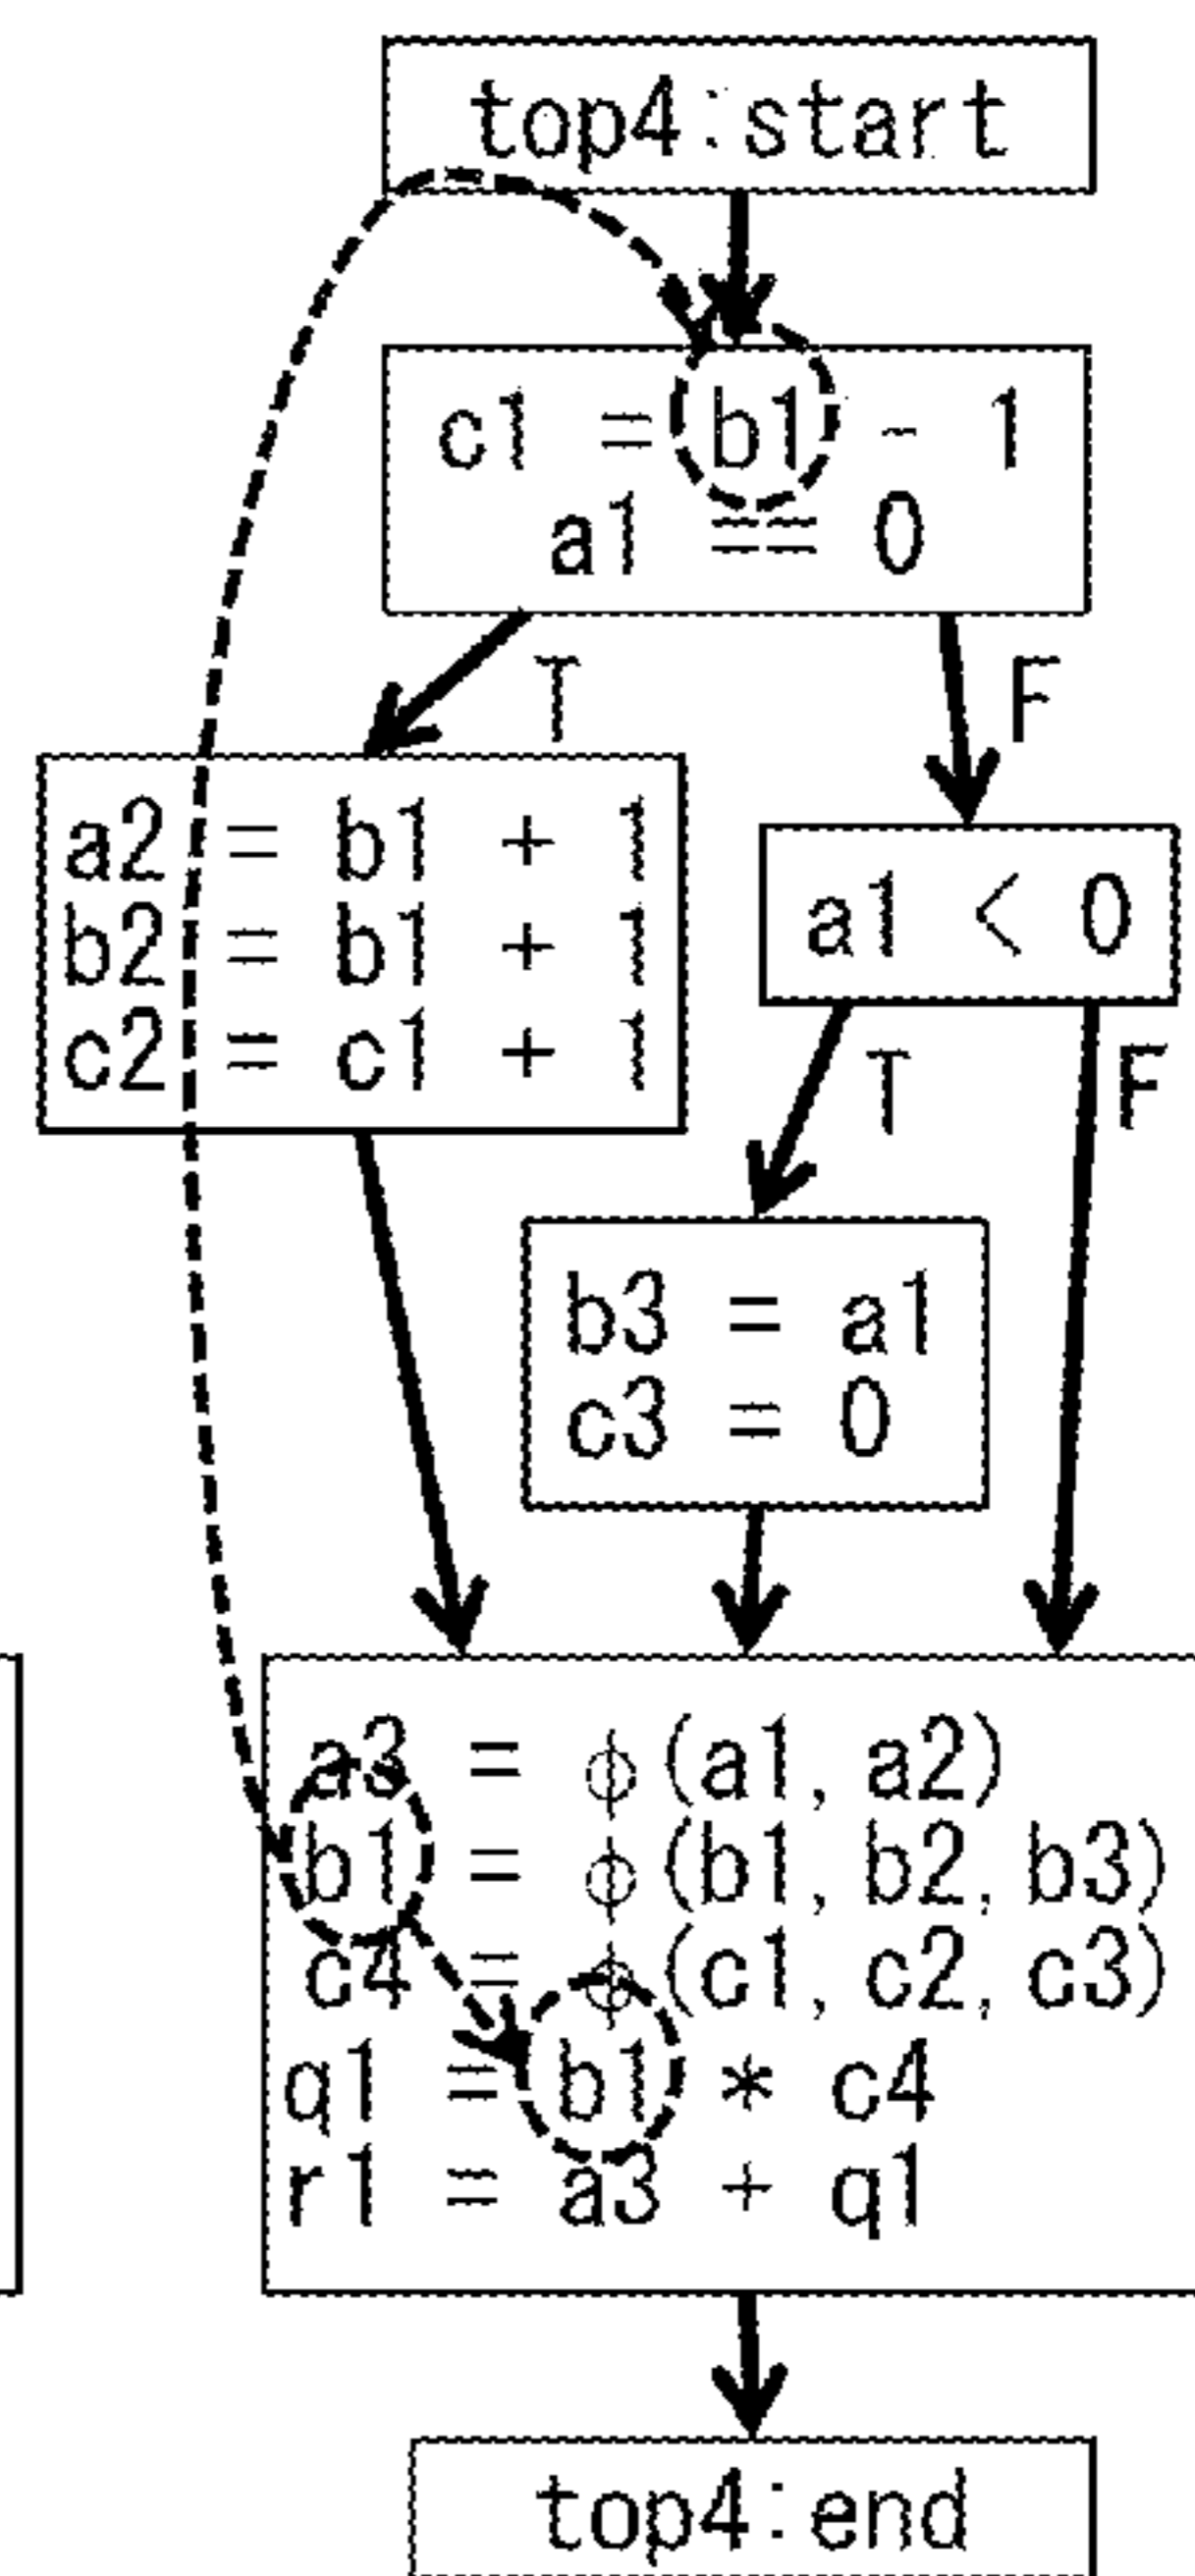 top4:start
c1 = b1 - 1
a1 == 0
T
F
a2 = b1 + 1
b2 = b1 + 1
c2 = c1 + 1
a1 < 0
T
F
b3 = a1
c3 = 0
a3 = ϕ(a1, a2)
b1 = ϕ(b1, b2, b3)
c4 = ϕ(c1, c2, c3)
q1 = b1 * c4
r1 = a3 + q1
top4:end